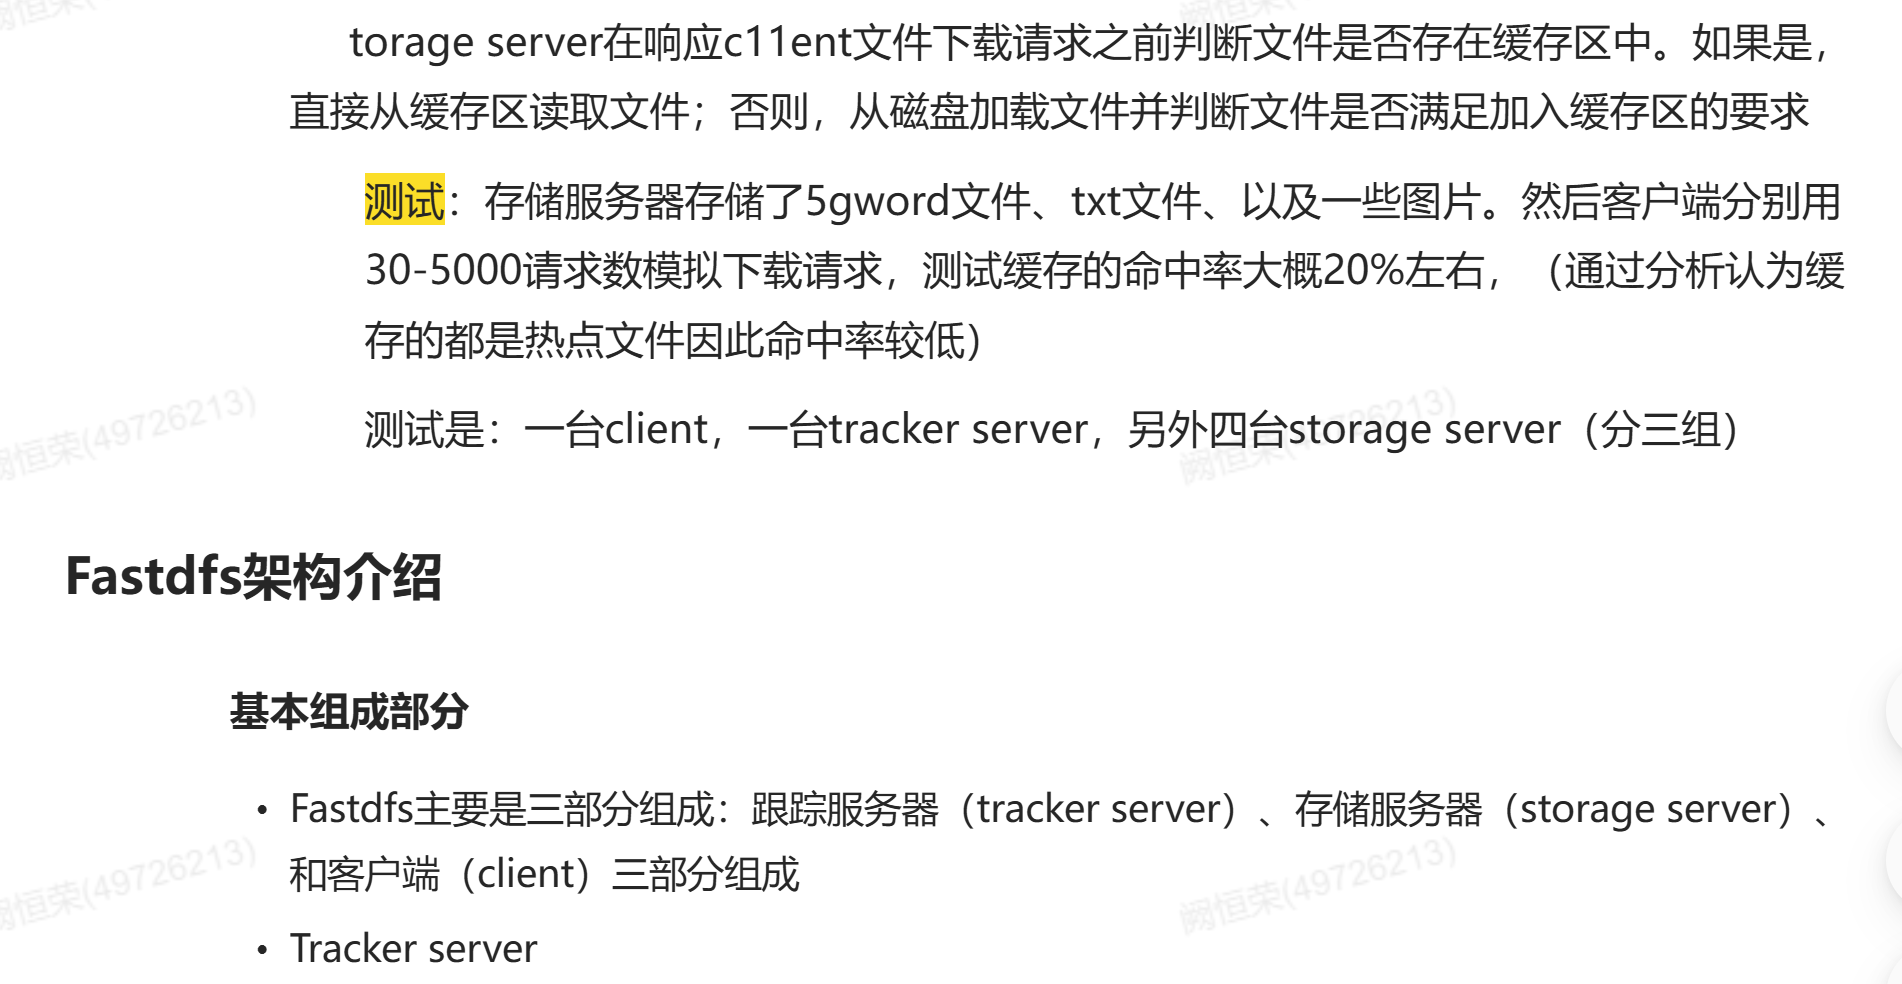 torage server在响应c11ent文件下载请求之前判断文件是否存在缓存区中。如果是，
直接从缓存区读取文件；否则，从磁盘加载文件并判断文件是否满足加入缓存区的要求
测试：存储服务器存储了5gword文件、txt文件、以及一些图片。然后客户端分别用
30-5000请求数模拟下载请求，测试缓存的命中率大概20%左右，（通过分析认为缓
存的都是热点文件因此命中率较低）
阙恒荣(49726213)
阙恒荣(49726213)
测试是：一台client，一台tracker server，另外四台storage server（分三组）
Fastdfs架构介绍
基本组成部分
• Fastdfs主要是三部分组成：跟踪服务器（tracker server）、存储服务器（storage server）、
和客户端（client）三部分组成
恒荣(49726213)
阙恒荣(49726213)
• Tracker server